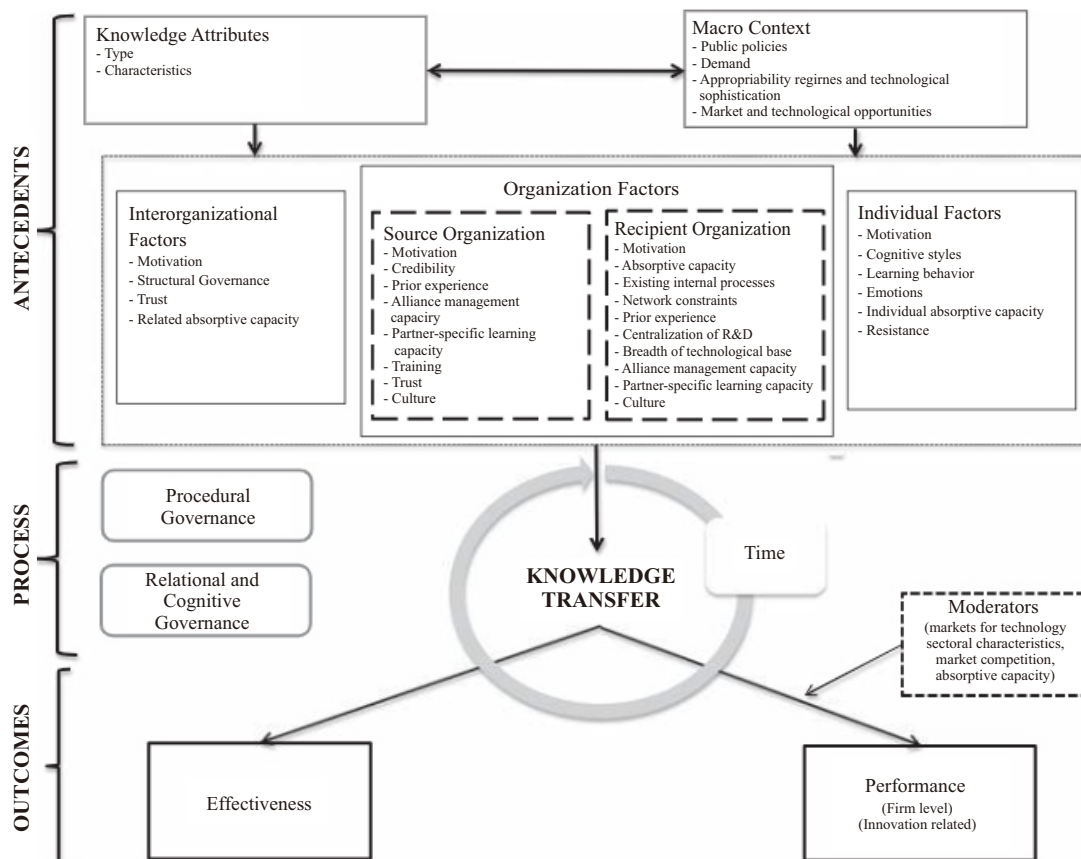 ANTECEDENTS
Knowledge Attributes
- Type
- Characteristics
Macro Context
- Public policies
- Demand
- Appropriability regirnes and technological
sophistication
- Market and technological opportunities
Interorganizational
Factors
- Motivation
- Structural Governance
- Trust
- Related absorptive capacity
Organization Factors
Source Organization
- Motivation
- Credibility
- Prior experience
- Alliance management
capaciry
- Partner-specific learning
capacity
- Training
- Trust
- Culture
Recipient Organization
- Motivation
- Absorptive capacity
- Existing internal processes
- Network constraints
- Prior experience
- Centralization of R&D
- Breadth of technological base
- Alliance management capacity
- Partner-specific learning capacity
- Culture
Individual Factors
- Motivation
- Cognitive styles
- Learning behavior
- Emotions
- Individual absorptive capacity
- Resistance
PROCESS
Procedural
Governance
Relational and
Cognitive
Governance
KNOWLEDGE
TRANSFER
Time
Moderators
(markets for technology
sectoral characteristics,
market competition,
absorptive capacity)
OUTCOMES
Effectiveness
Performance
(Firm level)
(Innovation related)